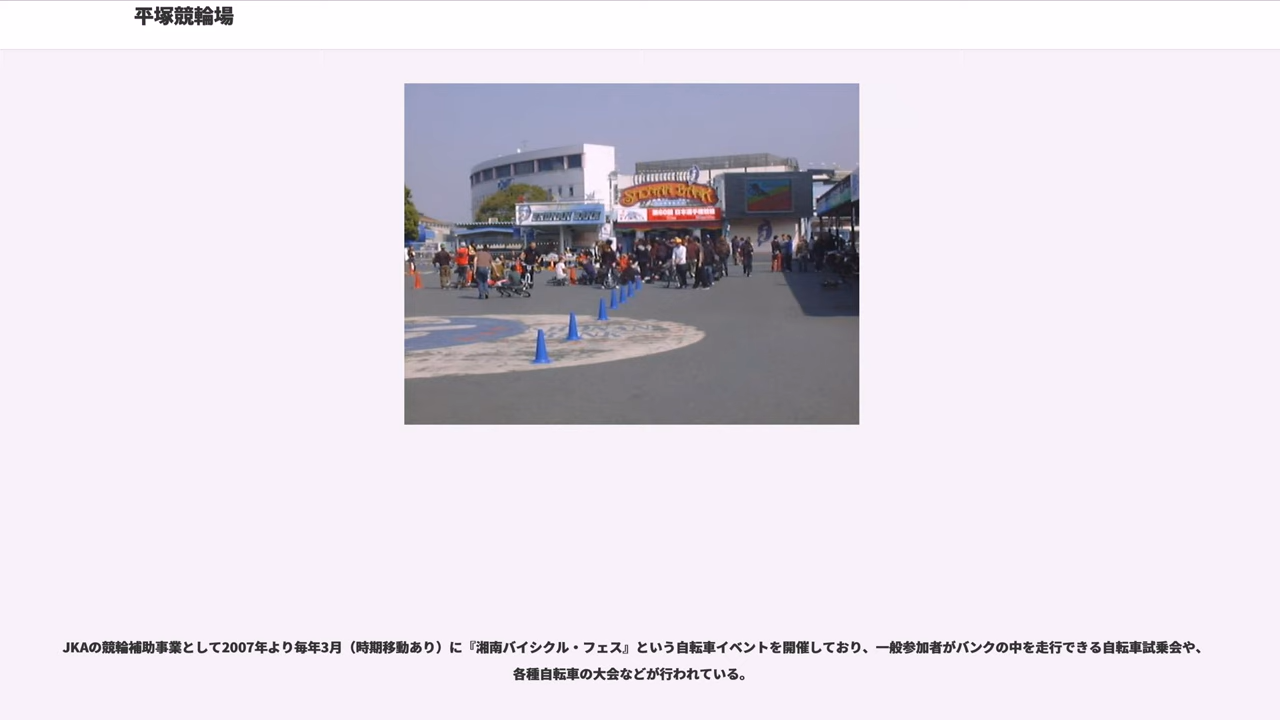 平塚競輪場
SHONAN BANK
JKAの競輪補助事業として2007年より毎年3月（時期移動あり）に『湘南バイシクル・フェス』という自転車イベントを開催しており、一般参加者がバンクの中を走行できる自転車試乗会や、
各種自転車の大会などが行われている。